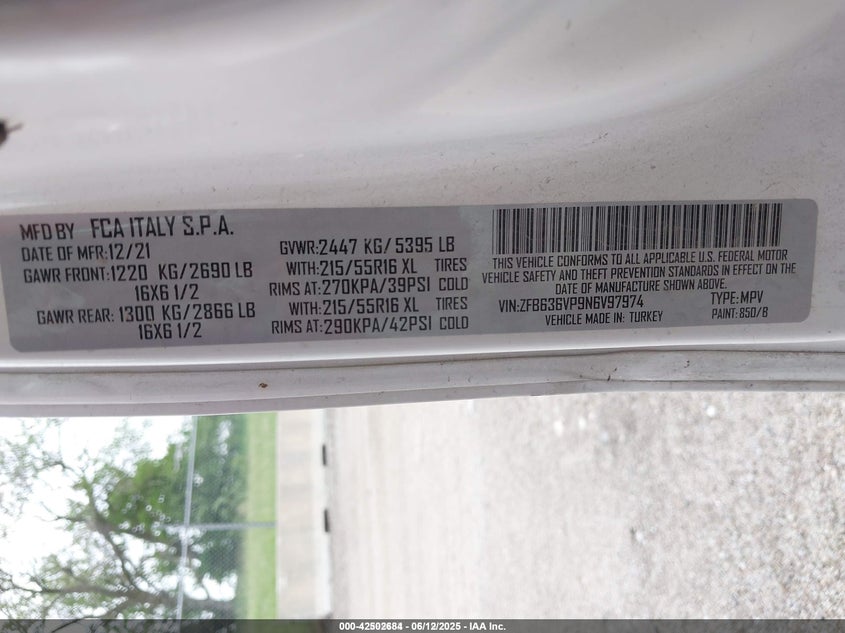 MFD BY FCA ITALY S.P.A.
DATE OF MFR:12/21
GAWR FRONT:1220 KG/2690 LB
16X6 1/2
GAWR REAR: 1300 KG/2866 LB
16X6 1/2
GVWR:2447 KG/5395 LB
WITH:215/55R16 XL TIRES
RIMS AT:270KPA/39PSI COLD
WITH:215/55R16 XL TIRES
RIMS AT:290KPA/42PSI COLD
THIS VEHICLE CONFORMS TO ALL APPLICABLE U.S. FEDERAL MOTOR
VEHICLE SAFETY AND THEFT PREVENTION STANDARDS IN EFFECT ON THE
DATE OF MANUFACTURE SHOWN ABOVE.
VIN:ZFB636VP9N6V97974 TYPE:MPV
VEHICLE MADE IN: TURKEY PAINT: 850/B
000-42502684 - 06/12/2025 - IAA Inc.